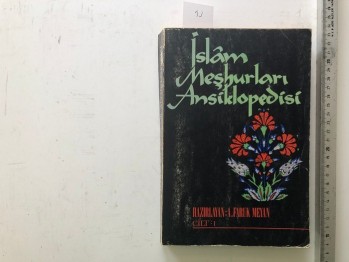 İslâm
Meşhurları
Ansiklopedisi
HAZIRLAYAN: A. FARUK MEYAN
CİLT: 1